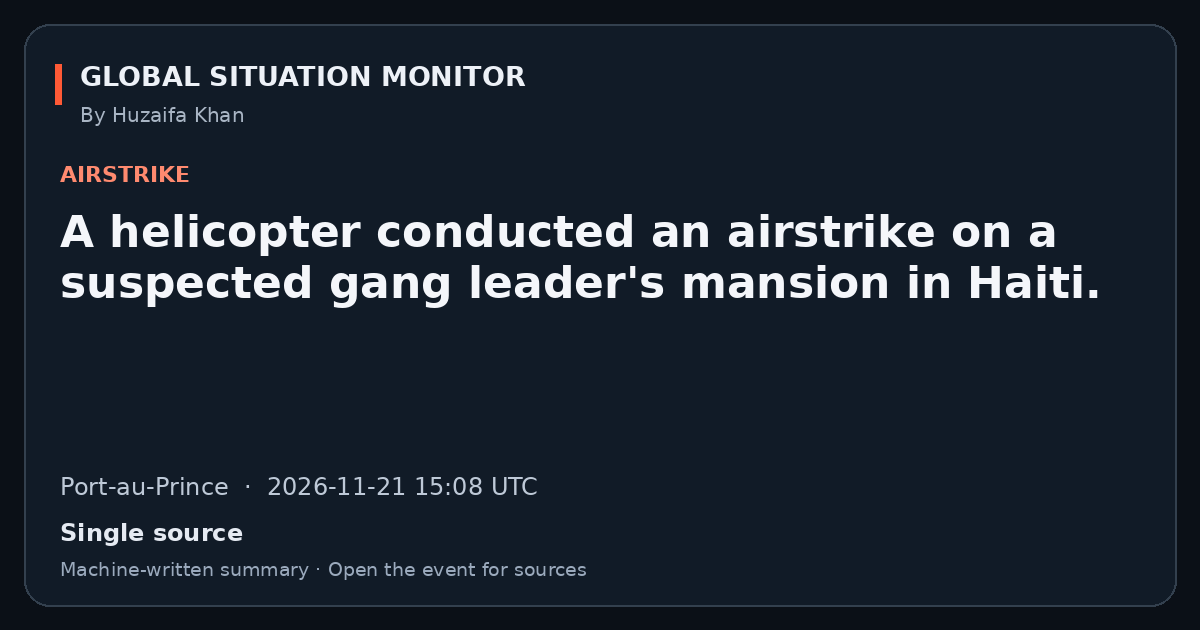 GLOBAL SITUATION MONITOR
By Huzaifa Khan
AIRSTRIKE
A helicopter conducted an airstrike on a
suspected gang leader's mansion in Haiti.
Port-au-Prince · 2026-11-21 15:08 UTC
Single source
Machine-written summary · Open the event for sources